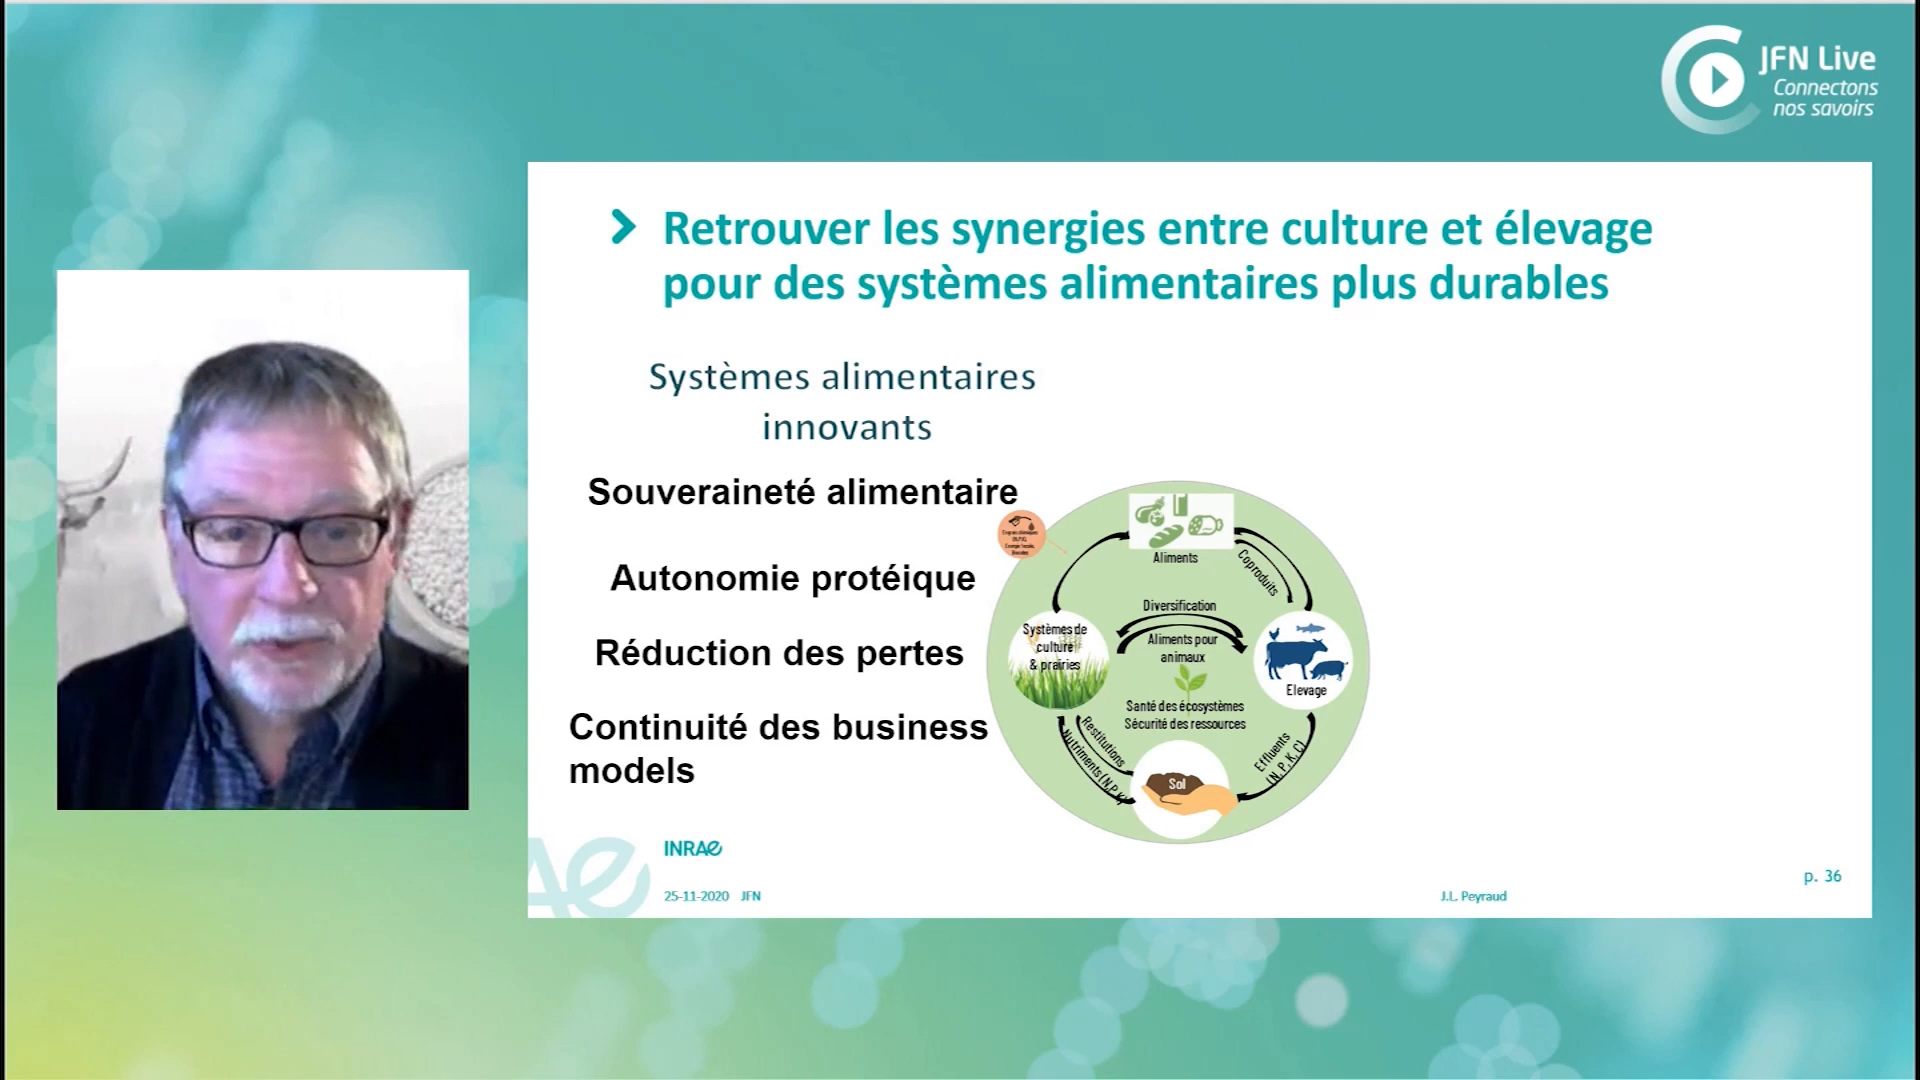 JFN Live
Connectons
nos savoirs
Retrouver les synergies entre culture et élevage
pour des systèmes alimentaires plus durables
Systèmes alimentaires
innovants
Souveraineté alimentaire
Autonomie protéique
Réduction des pertes
Continuité des business
models
Aliments
Coproduits
Diversification
Aliments pour
animaux
Systèmes de
culture
& prairies
Elevage
Santé des écosystèmes
Sécurité des ressources
Restitutions
Nutriments (N,P,K)
Effluents
(N, P, K, C)
Sol
INRAE
25-11-2020 JFN
J.L. Peyraud
p. 36